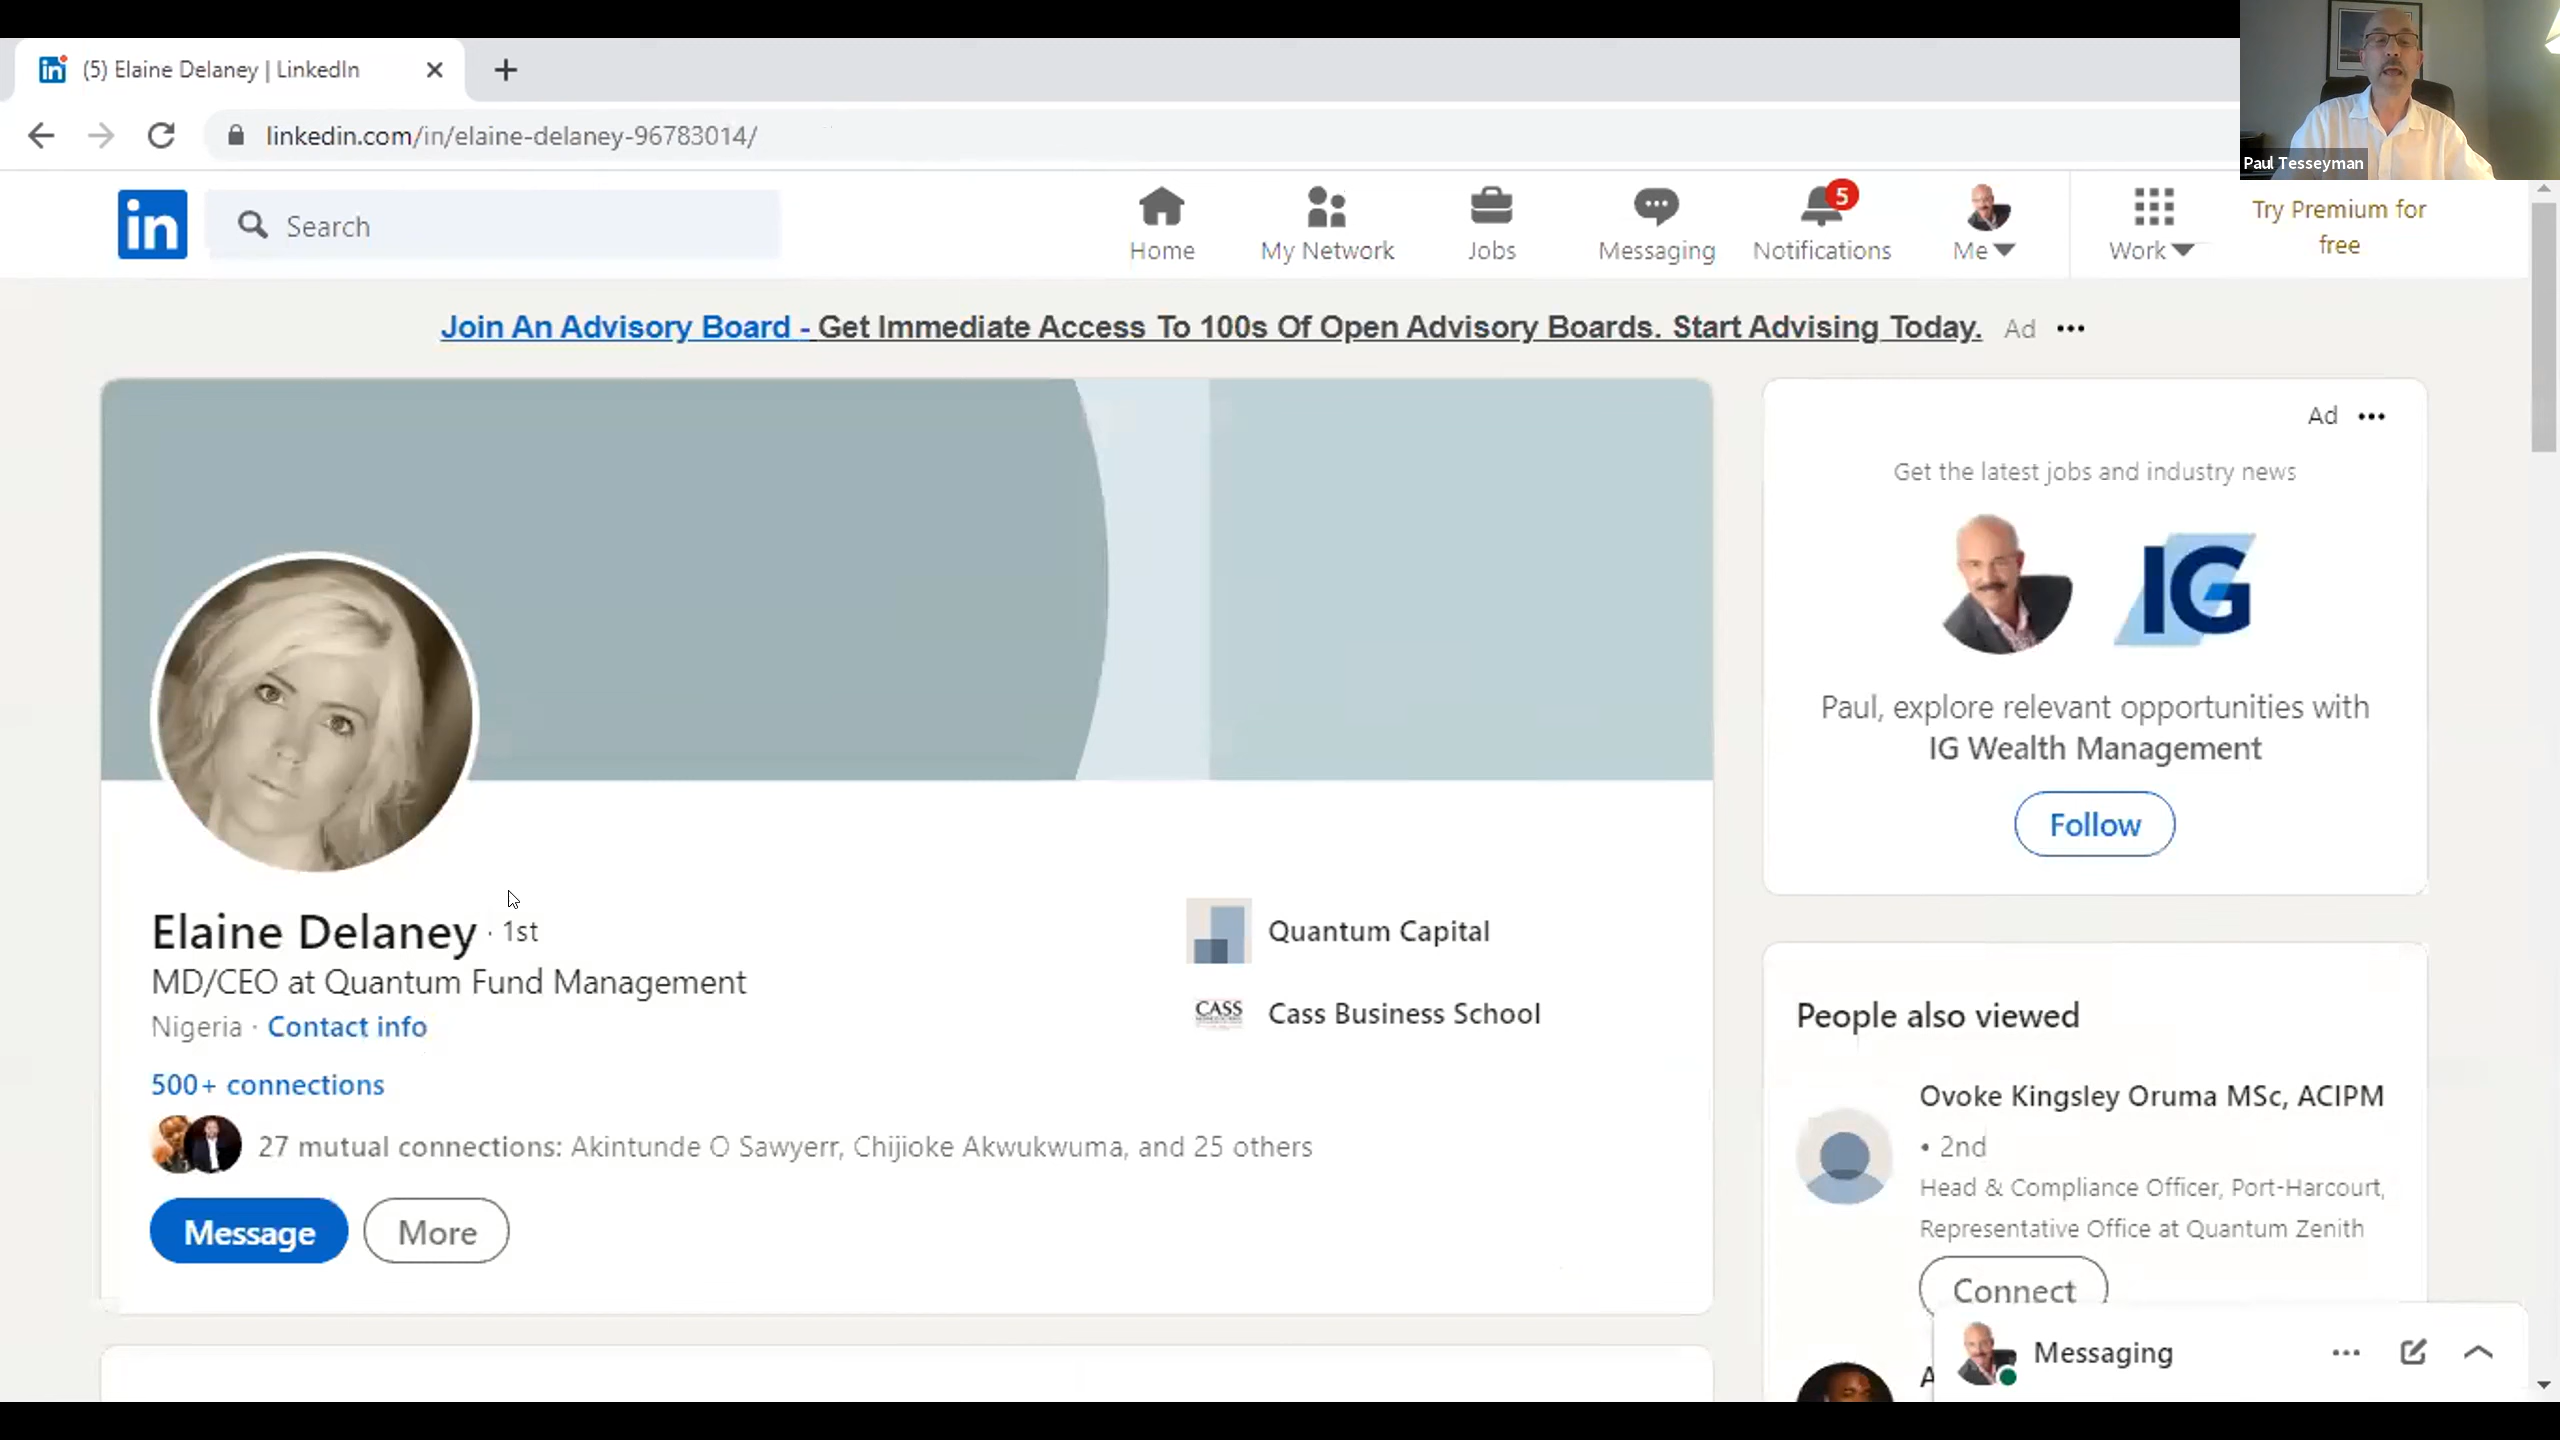 (5) Elaine Delaney | LinkedIn
linkedin.com/in/elaine-delaney-96783014/
Paul Tesseyman
in
Search
Home
My Network
Jobs
Messaging
5
Notifications
Me
Work
Try Premium for
free
Join An Advisory Board - Get Immediate Access To 100s Of Open Advisory Boards. Start Advising Today. Ad
Ad
Get the latest jobs and industry news
IG
Paul, explore relevant opportunities with
IG Wealth Management
Follow
Elaine Delaney · 1st
MD/CEO at Quantum Fund Management
Nigeria · Contact info
500+ connections
27 mutual connections: Akintunde O Sawyerr, Chijioke Akwukwuma, and 25 others
Message
More
Quantum Capital
CASS
Cass Business School
People also viewed
Ovoke Kingsley Oruma MSc, ACIPM
• 2nd
Head & Compliance Officer, Port-Harcourt,
Representative Office at Quantum Zenith
Connect
Messaging